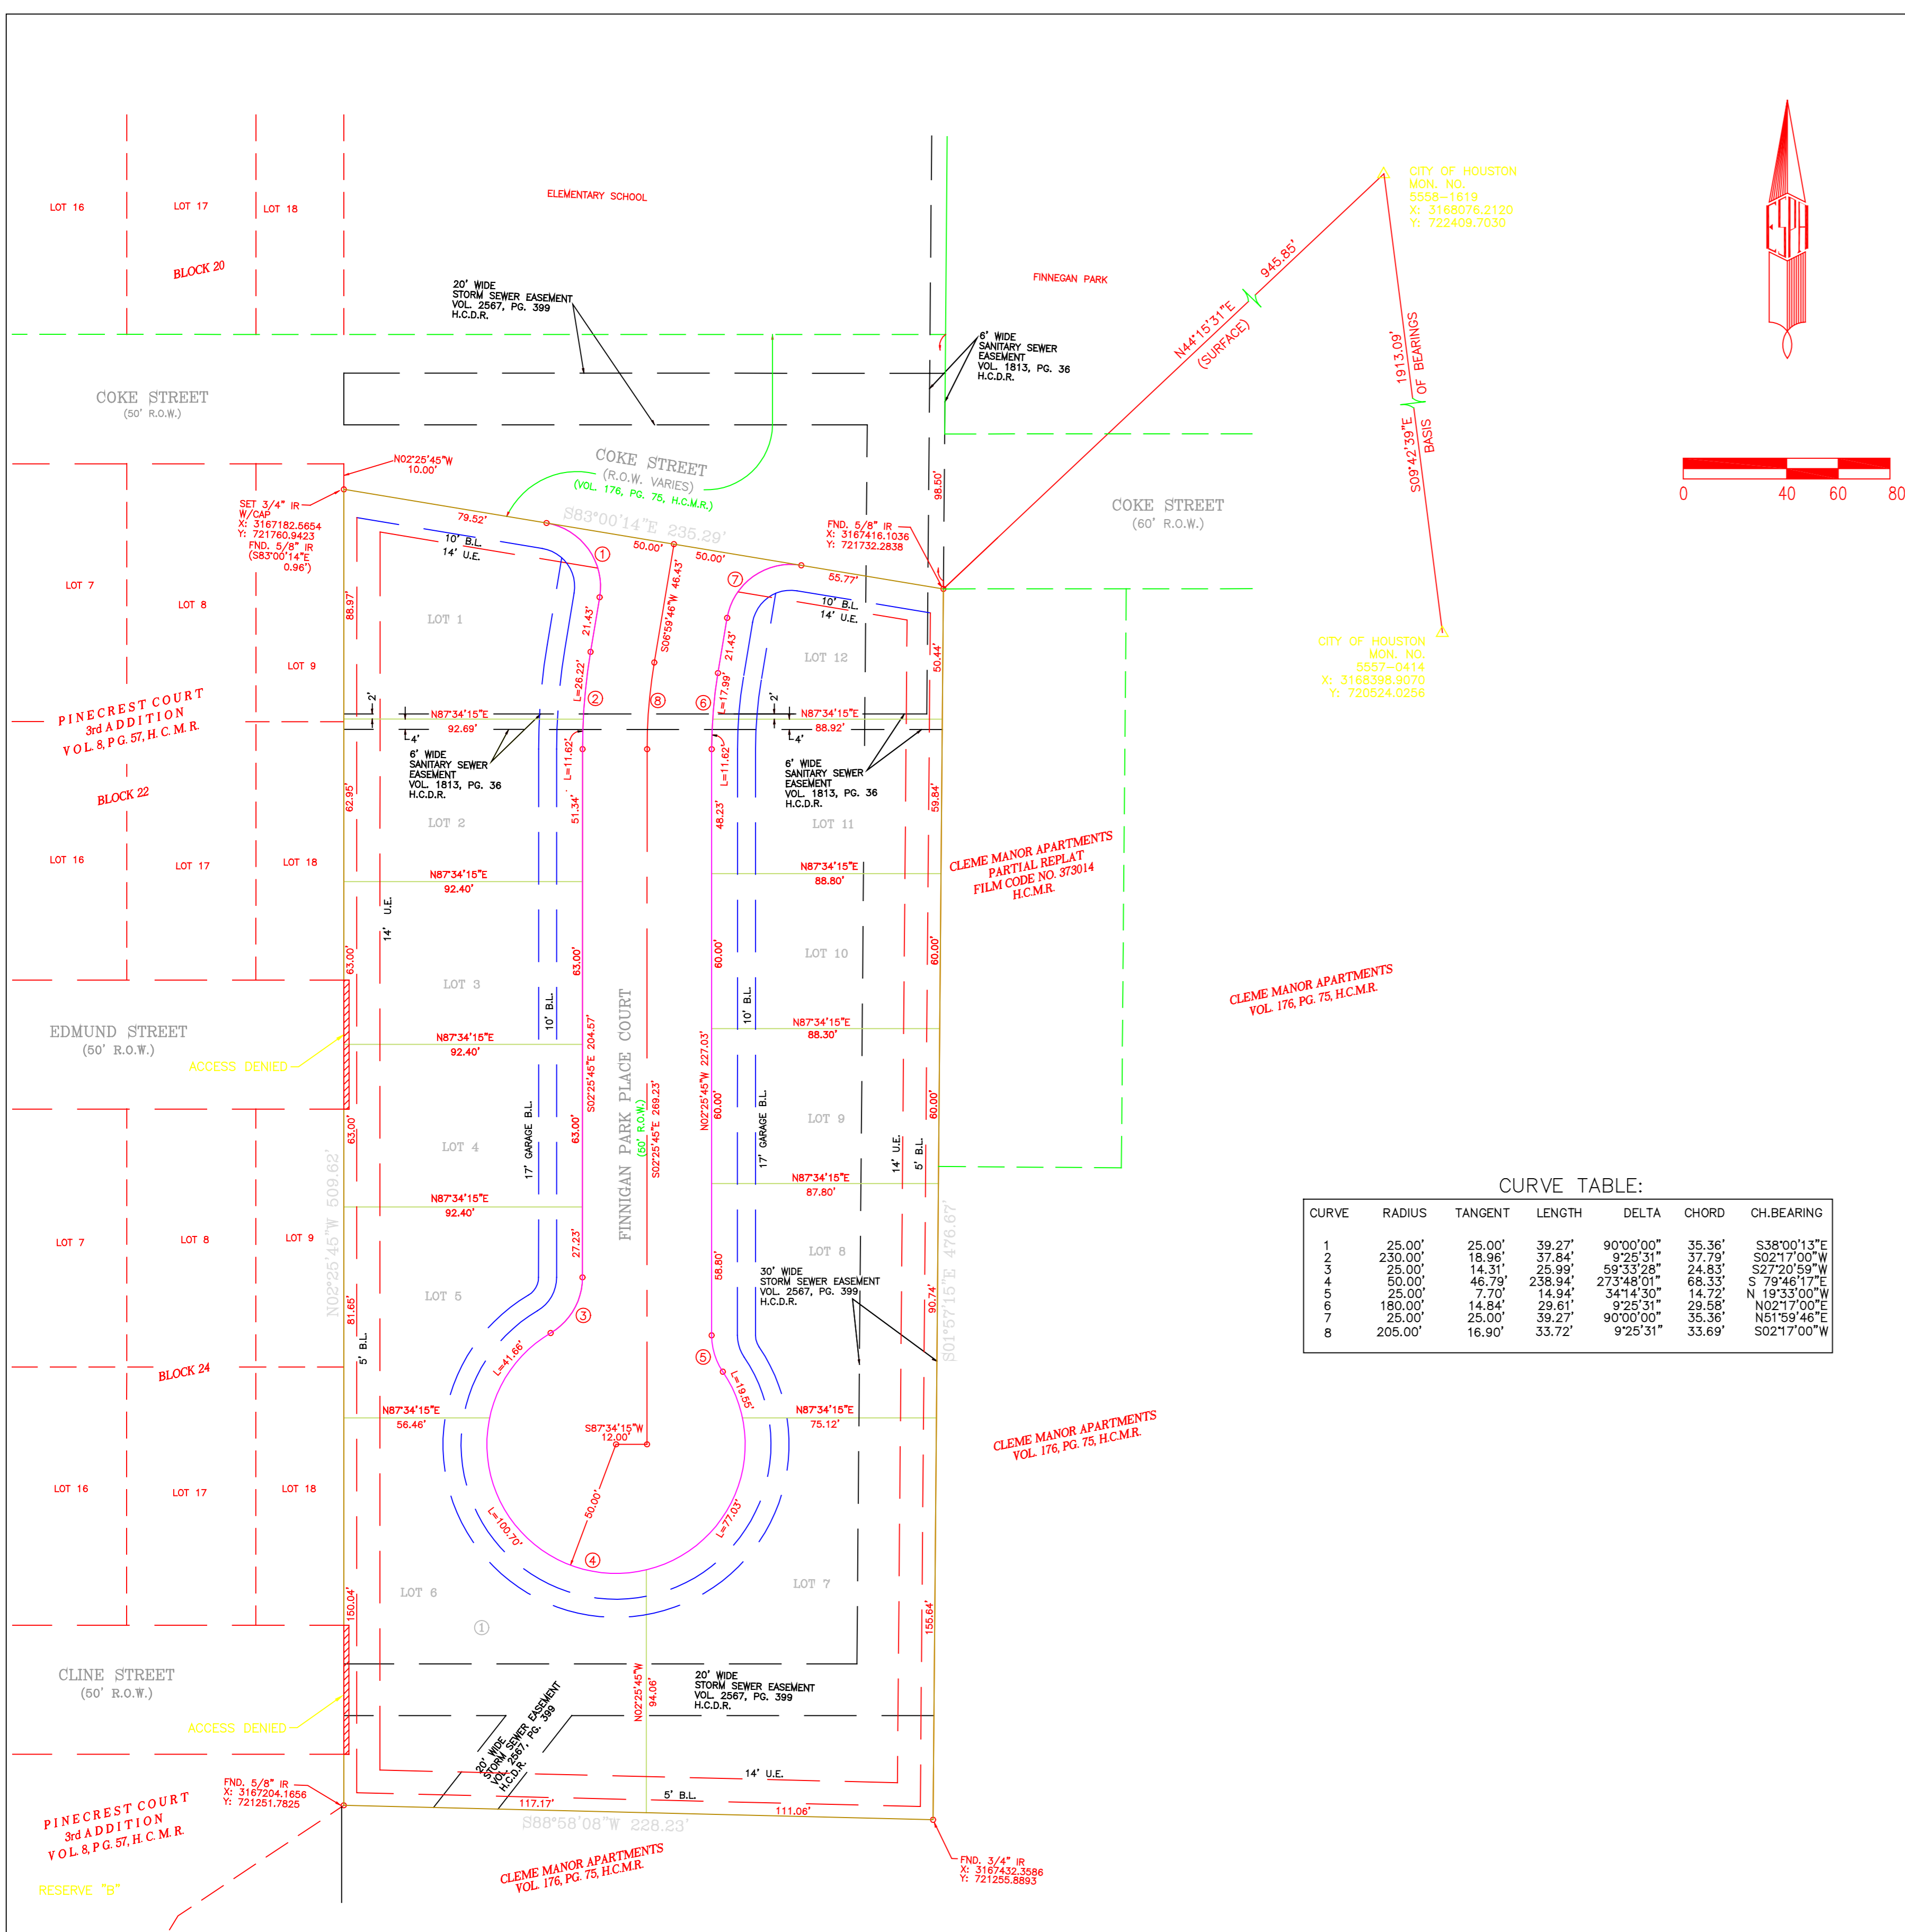 LOT 16
LOT 17
LOT 18
BLOCK 20
ELEMENTARY SCHOOL
FINNEGAN PARK
CITY OF HOUSTON
MON. NO.
5558-1619
X: 3168076.2120
Y: 722409.7030
945.85'
N44°15'31"E
(SURFACE)
1913.09'
S09°42'39"E
BASIS OF BEARINGS
0
40
60
80
20' WIDE
STORM SEWER EASEMENT
VOL. 2567, PG. 399
H.C.D.R.
6' WIDE
SANITARY SEWER
EASEMENT
VOL. 1813, PG. 36
H.C.D.R.
COKE STREET
(50' R.O.W.)
N02°25'45"W
10.00'
COKE STREET
(R.O.W. VARIES)
(VOL. 176, PG. 75, H.C.M.R.)
98.50'
COKE STREET
(60' R.O.W.)
SET 3/4" IR
W/CAP
X: 3167182.5654
Y: 721760.9423
FND. 5/8" IR
(S83°00'14"E
0.96')
79.52'
S83°00'14"E 235.29'
50.00'
50.00'
55.77'
FND. 5/8" IR
X: 3167416.1036
Y: 721732.2838
10' B.L.
14' U.E.
1
7
10' B.L.
14' U.E.
CITY OF HOUSTON
MON. NO.
5557-0414
X: 3168398.9070
Y: 720524.0256
LOT 7
LOT 8
LOT 9
88.97'
LOT 1
21.43'
S06°59'46"W 46.43'
21.43'
LOT 12
50.44'
PINECREST COURT
3rd ADDITION
VOL. 8, PG. 57, H. C. M. R.
BLOCK 22
2'
4'
N87°34'15"E
92.69'
L=26.22'
2
8
6
L=17.99'
2'
4'
N87°34'15"E
88.92'
6' WIDE
SANITARY SEWER
EASEMENT
VOL. 1813, PG. 36
H.C.D.R.
L=11.62'
L=11.62'
6' WIDE
SANITARY SEWER
EASEMENT
VOL. 1813, PG. 36
H.C.D.R.
62.95'
51.34'
48.23'
59.84'
LOT 2
LOT 11
LOT 16
LOT 17
LOT 18
N87°34'15"E
92.40'
N87°34'15"E
88.80'
CLEME MANOR APARTMENTS
PARTIAL REPLAT
FILM CODE NO. 373014
H.C.M.R.
14' U.E.
63.00'
LOT 3
63.00'
60.00'
LOT 10
60.00'
10' B.L.
10' B.L.
CLEME MANOR APARTMENTS
VOL. 176, PG. 75, H.C.M.R.
EDMUND STREET
(50' R.O.W.)
ACCESS DENIED
N87°34'15"E
92.40'
N87°34'15"E
88.30'
S02°25'45"E 204.57'
FINNIGAN PARK PLACE COURT
(50' R.O.W.)
S02°25'45"E 269.23'
N02°25'45"W 227.03'
63.00'
LOT 4
63.00'
60.00'
LOT 9
60.00'
17' GARAGE B.L.
17' GARAGE B.L.
14' U.E.
5' B.L.
N87°34'15"E
92.40'
N87°34'15"E
87.80'
N02°25'45"W 509.62'
S01°57'15"E 476.67'
LOT 7
LOT 8
LOT 9
27.23'
58.80'
LOT 8
30' WIDE
STORM SEWER EASEMENT
VOL. 2567, PG. 399
H.C.D.R.
90.74'
81.65'
LOT 5
5' B.L.
3
L=41.66'
5
L=19.55'
BLOCK 24
N87°34'15"E
56.46'
N87°34'15"E
75.12'
S87°34'15"W
12.00'
CURVE TABLE:
CURVE RADIUS TANGENT LENGTH DELTA CHORD CH.BEARING
1 25.00' 25.00' 39.27' 90°00'00" 35.36' S38°00'13"E
2 230.00' 18.96' 37.84' 9°25'31" 37.79' S02°17'00"W
3 25.00' 14.31' 25.99' 59°33'28" 24.83' S27°20'59"W
4 50.00' 46.79' 238.94' 273°48'01" 68.33' S 79°46'17"E
5 25.00' 7.70' 14.94' 34°14'30" 14.72' N 19°33'00"W
6 180.00' 14.84' 29.61' 9°25'31" 29.58' N02°17'00"E
7 25.00' 25.00' 39.27' 90°00'00" 35.36' N51°59'46"E
8 205.00' 16.90' 33.72' 9°25'31" 33.69' S02°17'00"W
CLEME MANOR APARTMENTS
VOL. 176, PG. 75, H.C.M.R.
LOT 16
LOT 17
LOT 18
50.00'
L=100.70'
L=77.03'
4
150.04'
LOT 6
1
LOT 7
155.64'
CLINE STREET
(50' R.O.W.)
ACCESS DENIED
20' WIDE
STORM SEWER EASEMENT
VOL. 2567, PG. 399
H.C.D.R.
N02°25'45"W
94.06'
20' WIDE
STORM SEWER EASEMENT
VOL. 2567, PG. 399
H.C.D.R.
14' U.E.
5' B.L.
FND. 5/8" IR
X: 3167204.1656
Y: 721251.7825
117.17'
111.06'
S88°58'08"W 228.23'
PINECREST COURT
3rd ADDITION
VOL. 8, PG. 57, H. C. M. R.
RESERVE "B"
CLEME MANOR APARTMENTS
VOL. 176, PG. 75, H.C.M.R.
FND. 3/4" IR
X: 3167432.3586
Y: 721255.8893